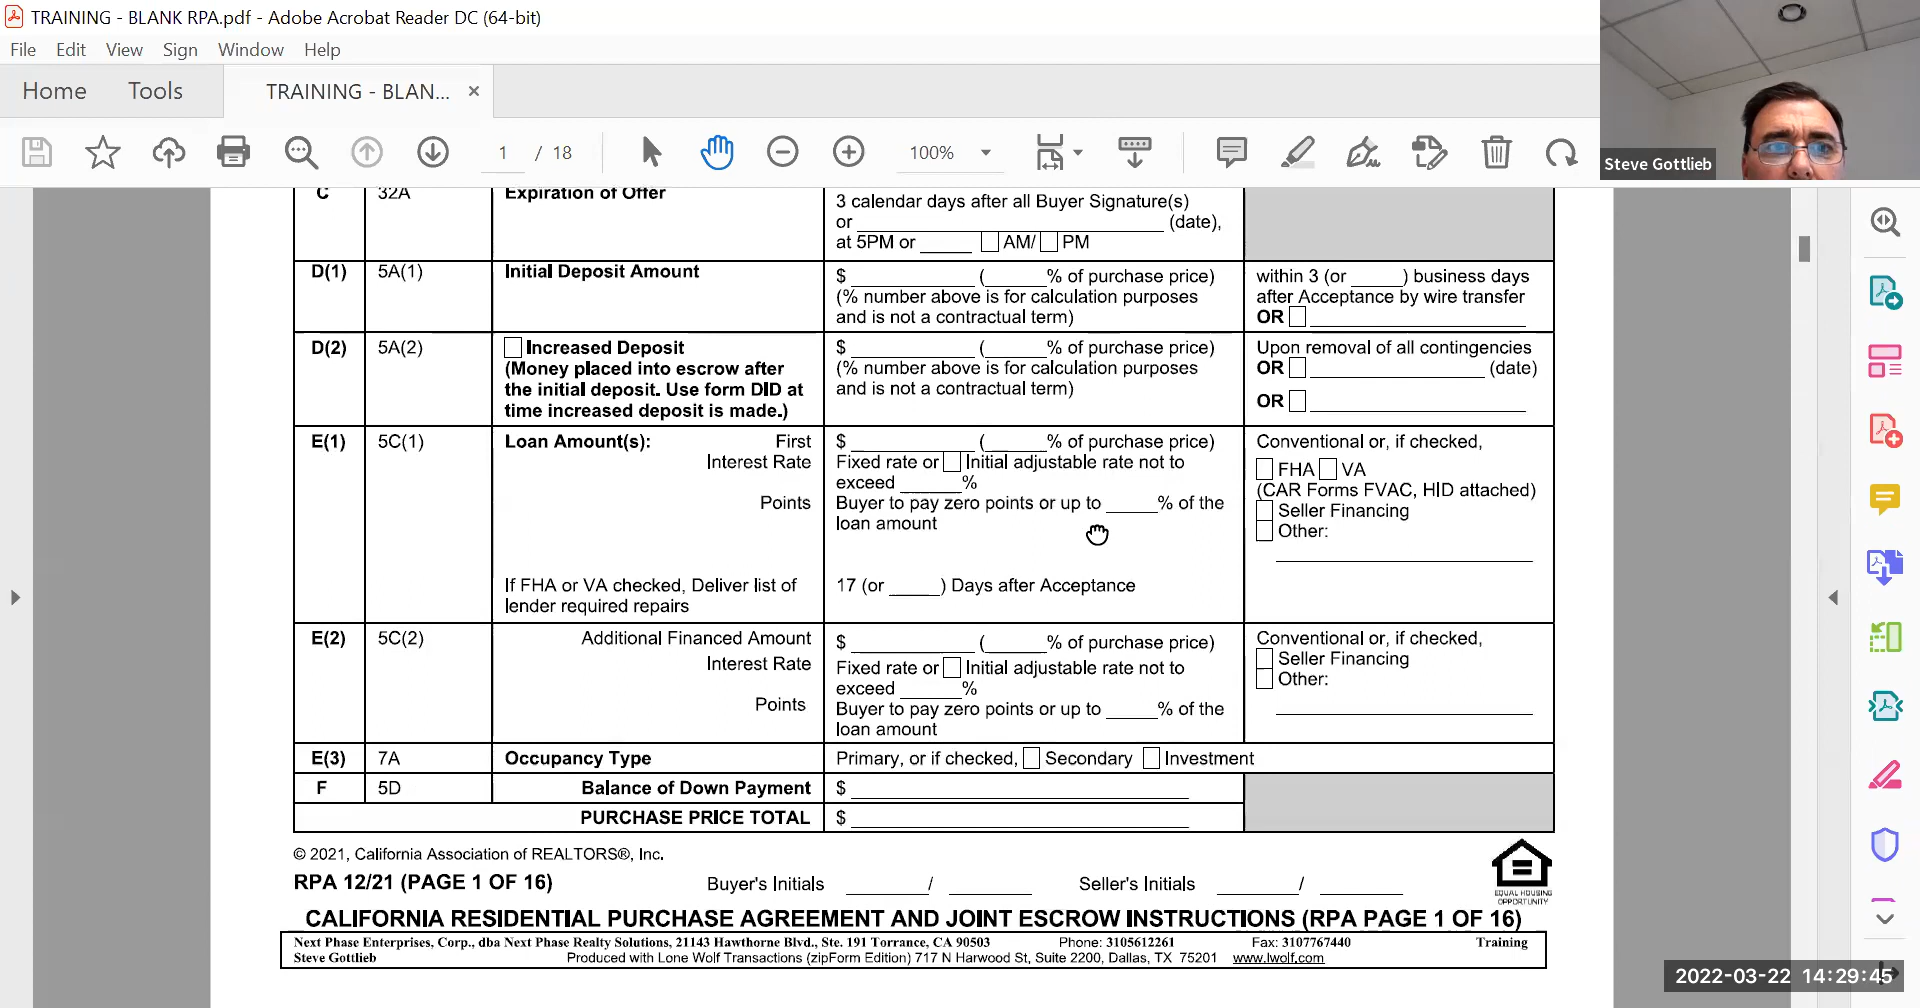 TRAINING - BLANK RPA.pdf - Adobe Acrobat Reader DC (64-bit)
File Edit View Sign Window Help
Home Tools TRAINING - BLAN... ×
1 / 18 100%
Steve Gottlieb
C 32A Expiration of Offer 3 calendar days after all Buyer Signature(s)
or ____________ (date),
at 5PM or _____ AM/ PM
D(1) 5A(1) Initial Deposit Amount $ ____________ (______% of purchase price) within 3 (or _____) business days
(% number above is for calculation purposes after Acceptance by wire transfer
and is not a contractual term) OR ____________
D(2) 5A(2) Increased Deposit $ ____________ (______% of purchase price) Upon removal of all contingencies
(Money placed into escrow after (% number above is for calculation purposes OR ____________ (date)
the initial deposit. Use form DID at and is not a contractual term)
time increased deposit is made.) OR ____________
E(1) 5C(1) Loan Amount(s): First $ ____________ (______% of purchase price) Conventional or, if checked,
Interest Rate Fixed rate or Initial adjustable rate not to FHA VA
exceed ______% (CAR Forms FVAC, HID attached)
Points Buyer to pay zero points or up to _____% of the Seller Financing
loan amount Other:
____________
If FHA or VA checked, Deliver list of 17 (or _____) Days after Acceptance
lender required repairs
E(2) 5C(2) Additional Financed Amount $ ____________ (______% of purchase price) Conventional or, if checked,
Interest Rate Fixed rate or Initial adjustable rate not to Seller Financing
exceed ______% Other:
Points Buyer to pay zero points or up to _____% of the ____________
loan amount
E(3) 7A Occupancy Type Primary, or if checked, Secondary Investment
F 5D Balance of Down Payment $ ____________
PURCHASE PRICE TOTAL $ ____________
© 2021, California Association of REALTORS®, Inc.
EQUAL HOUSING
OPPORTUNITY
RPA 12/21 (PAGE 1 OF 16) Buyer's Initials ________/ ________ Seller's Initials ________/ ________
CALIFORNIA RESIDENTIAL PURCHASE AGREEMENT AND JOINT ESCROW INSTRUCTIONS (RPA PAGE 1 OF 16)
Next Phase Enterprises, Corp., dba Next Phase Realty Solutions, 21143 Hawthorne Blvd., Ste. 191 Torrance, CA 90503 Phone: 3105612261 Fax: 3107767440 Training
Steve Gottlieb Produced with Lone Wolf Transactions (zipForm Edition) 717 N Harwood St, Suite 2200, Dallas, TX 75201 www.lwolf.com
2022-03-22 14:29:45